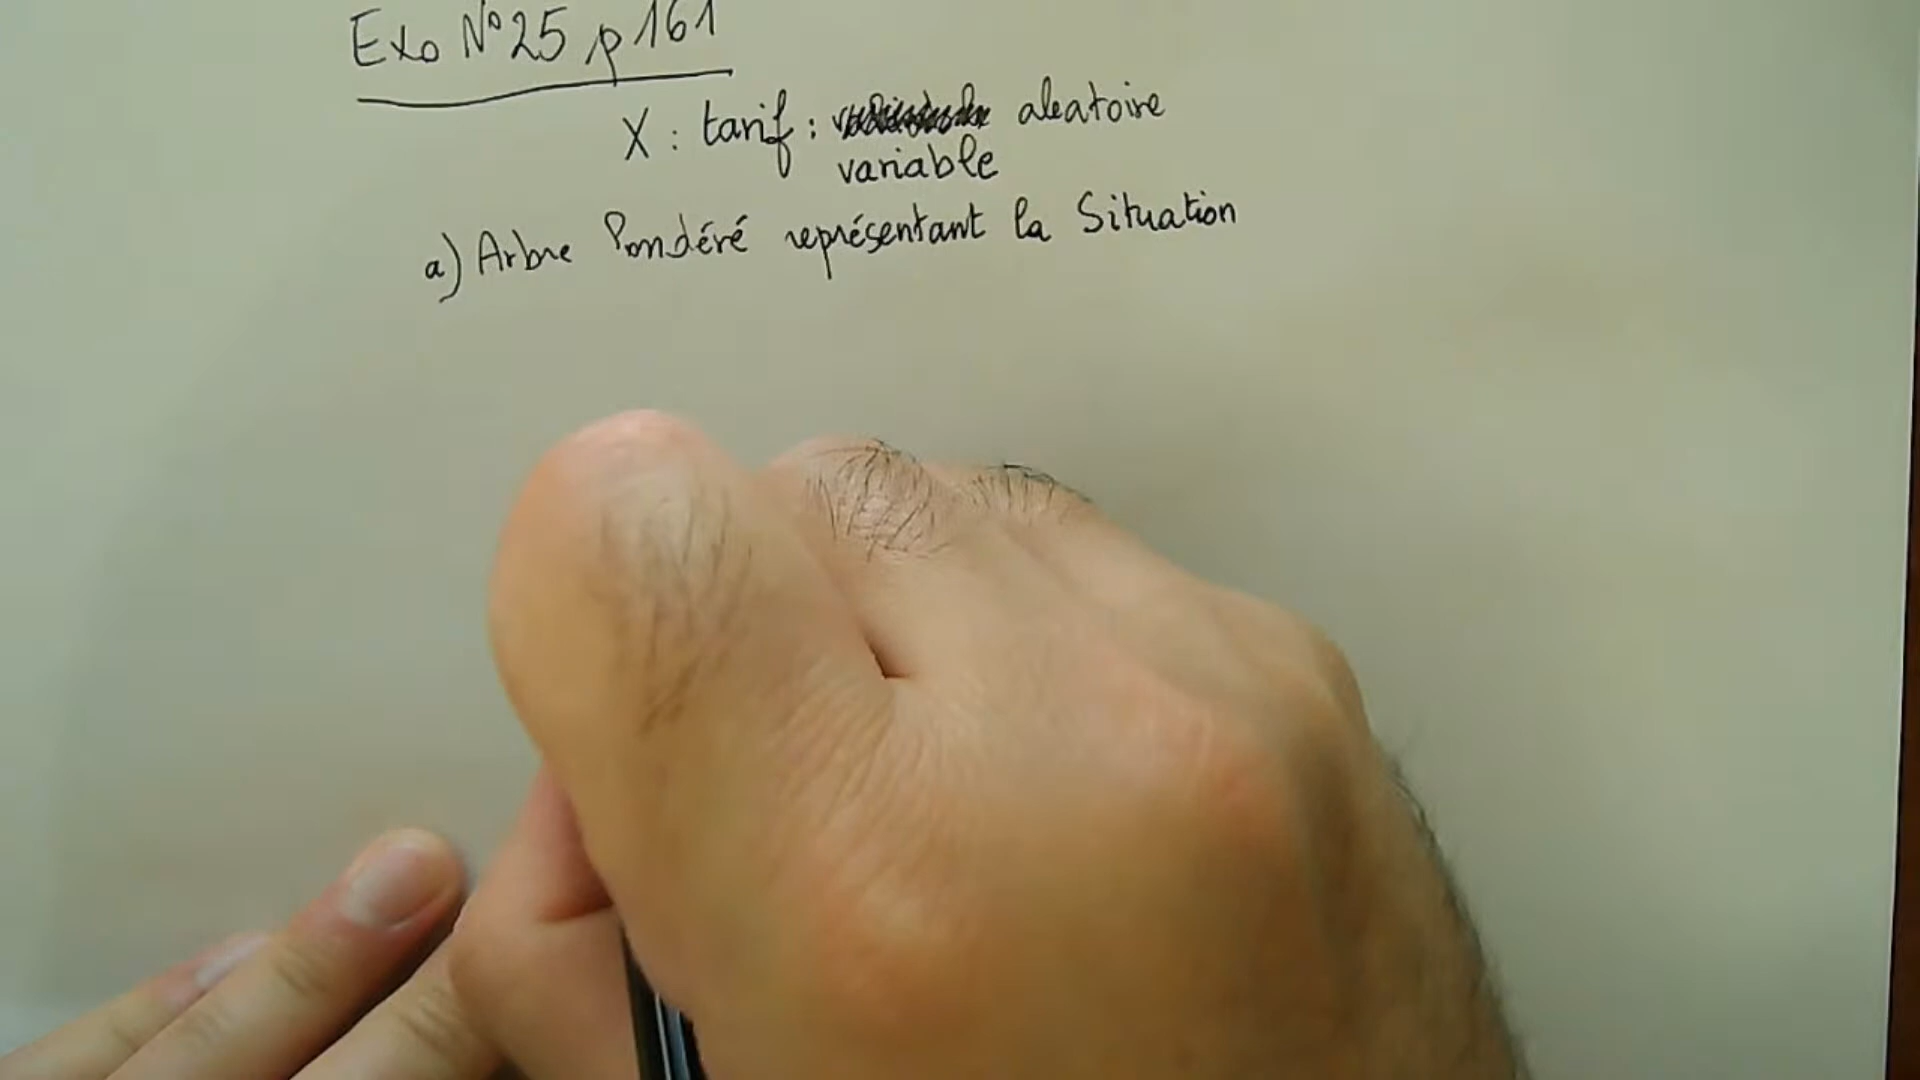 Exo N°25 p 161
X : tarif : aleatoire
variable
a) Arbre Pondéré représentant la Situation